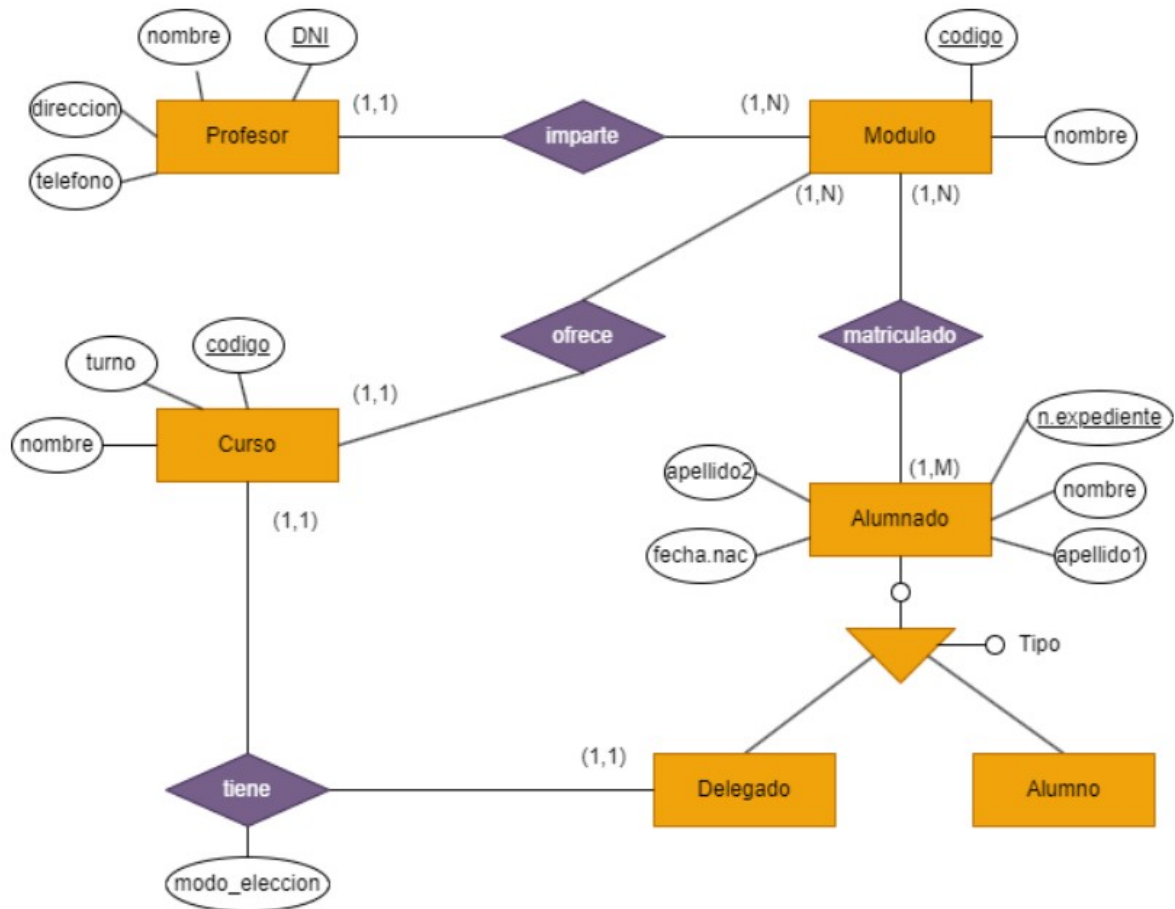 nombre
DNI
codigo
direccion
(1,1)
(1,N)
Profesor
imparte
Modulo
nombre
telefono
(1,N)
(1,N)
ofrece
matriculado
codigo
turno
(1,1)
n.expediente
nombre
Curso
apellido2
(1,M)
nombre
(1,1)
Alumnado
fecha.nac
apellido1
Tipo
(1,1)
tiene
Delegado
Alumno
modo_eleccion